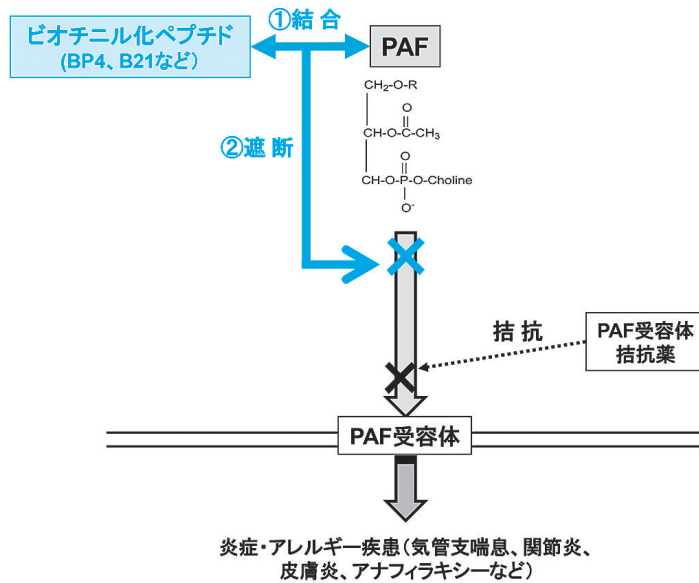 ①結合
ビオチニル化ペプチド
(BP4、B21など)
PAF
CH₂-O-R
O
CH-O-C-CH₃
②遮断
O
CH-O-P-O-Choline
O⁻
拮抗
PAF受容体
拮抗薬
PAF受容体
炎症・アレルギー疾患(気管支喘息、関節炎、
皮膚炎、アナフィラキシーなど)